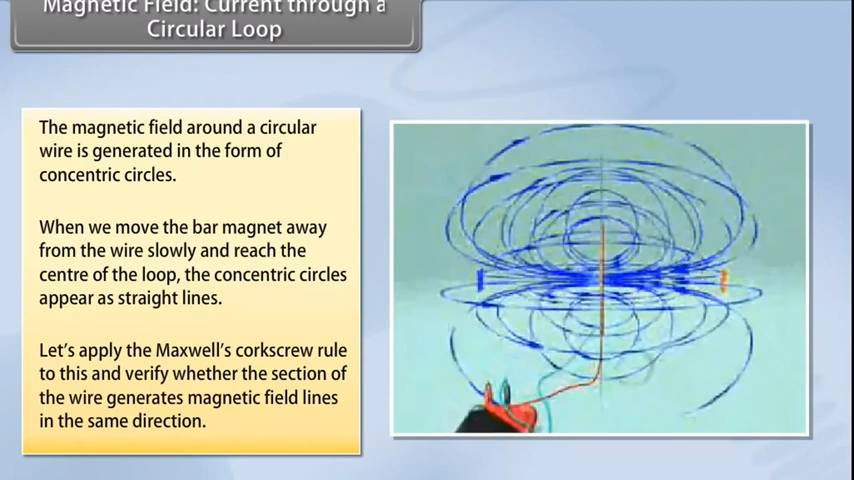 Magnetic Field: Current through a
Circular Loop
The magnetic field around a circular
wire is generated in the form of
concentric circles.
When we move the bar magnet away
from the wire slowly and reach the
centre of the loop, the concentric circles
appear as straight lines.
Let's apply the Maxwell's corkscrew rule
to this and verify whether the section of
the wire generates magnetic field lines
in the same direction.